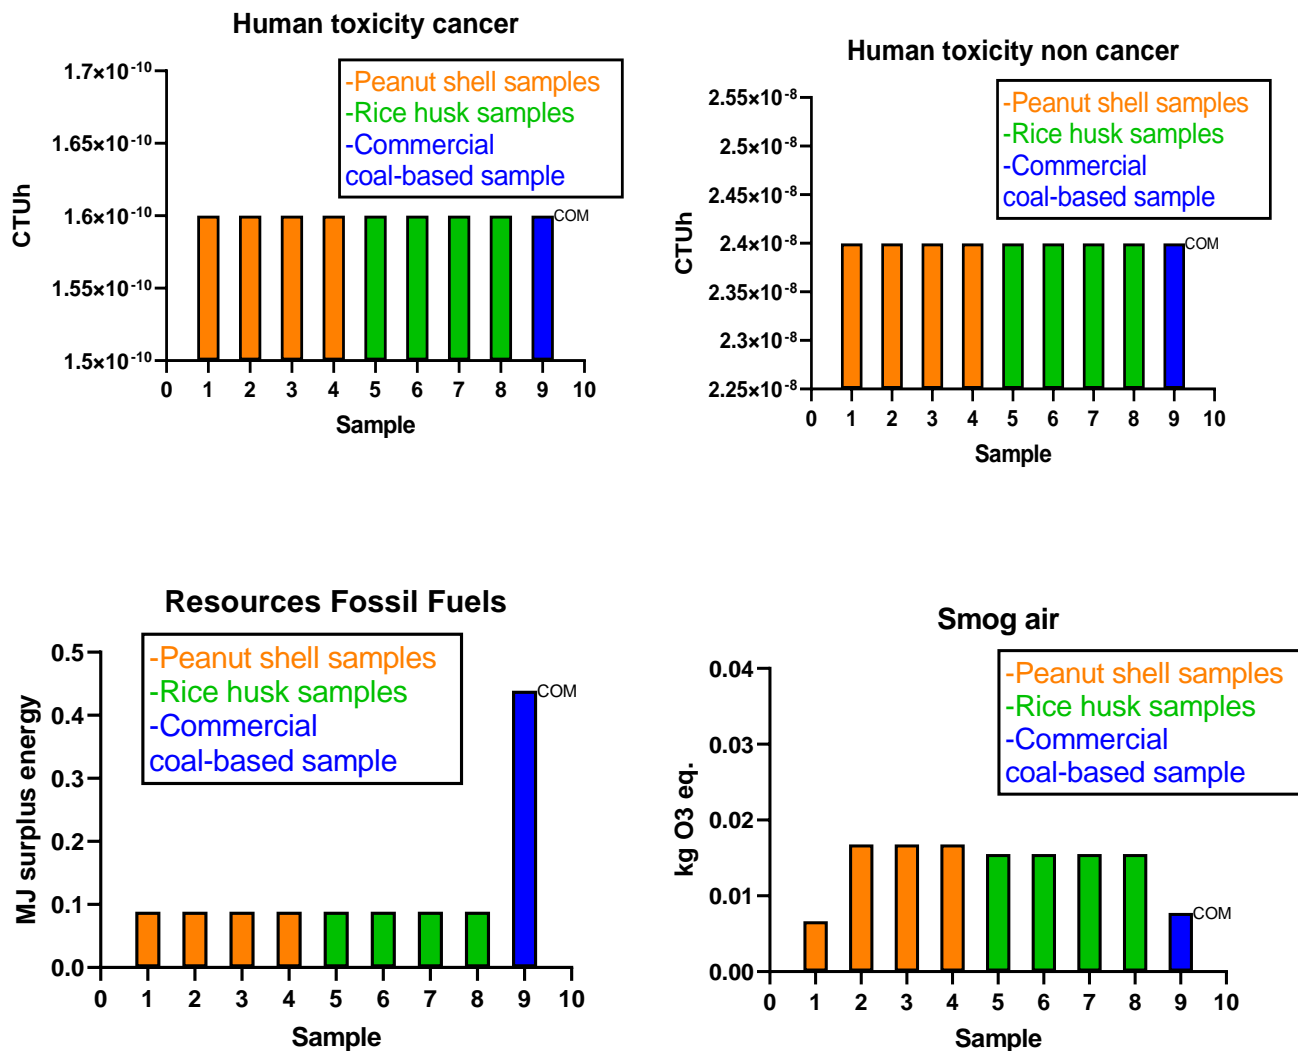 Human toxicity cancer
1.7×10⁻¹⁰
1.65×10⁻¹⁰
1.6×10⁻¹⁰
1.55×10⁻¹⁰
1.5×10⁻¹⁰
CTUh
-Peanut shell samples
-Rice husk samples
-Commercial
coal-based sample
COM
0 1 2 3 4 5 6 7 8 9 10
Sample
Human toxicity non cancer
2.55×10⁻⁸
2.5×10⁻⁸
2.45×10⁻⁸
2.4×10⁻⁸
2.35×10⁻⁸
2.3×10⁻⁸
2.25×10⁻⁸
CTUh
-Peanut shell samples
-Rice husk samples
-Commercial
coal-based sample
COM
0 1 2 3 4 5 6 7 8 9 10
Sample
Resources Fossil Fuels
0.5
0.4
0.3
0.2
0.1
0.0
MJ surplus energy
-Peanut shell samples
-Rice husk samples
-Commercial
coal-based sample
COM
0 1 2 3 4 5 6 7 8 9 10
Sample
Smog air
0.04
0.03
0.02
0.01
0.00
kg O3 eq.
-Peanut shell samples
-Rice husk samples
-Commercial
coal-based sample
COM
0 1 2 3 4 5 6 7 8 9 10
Sample